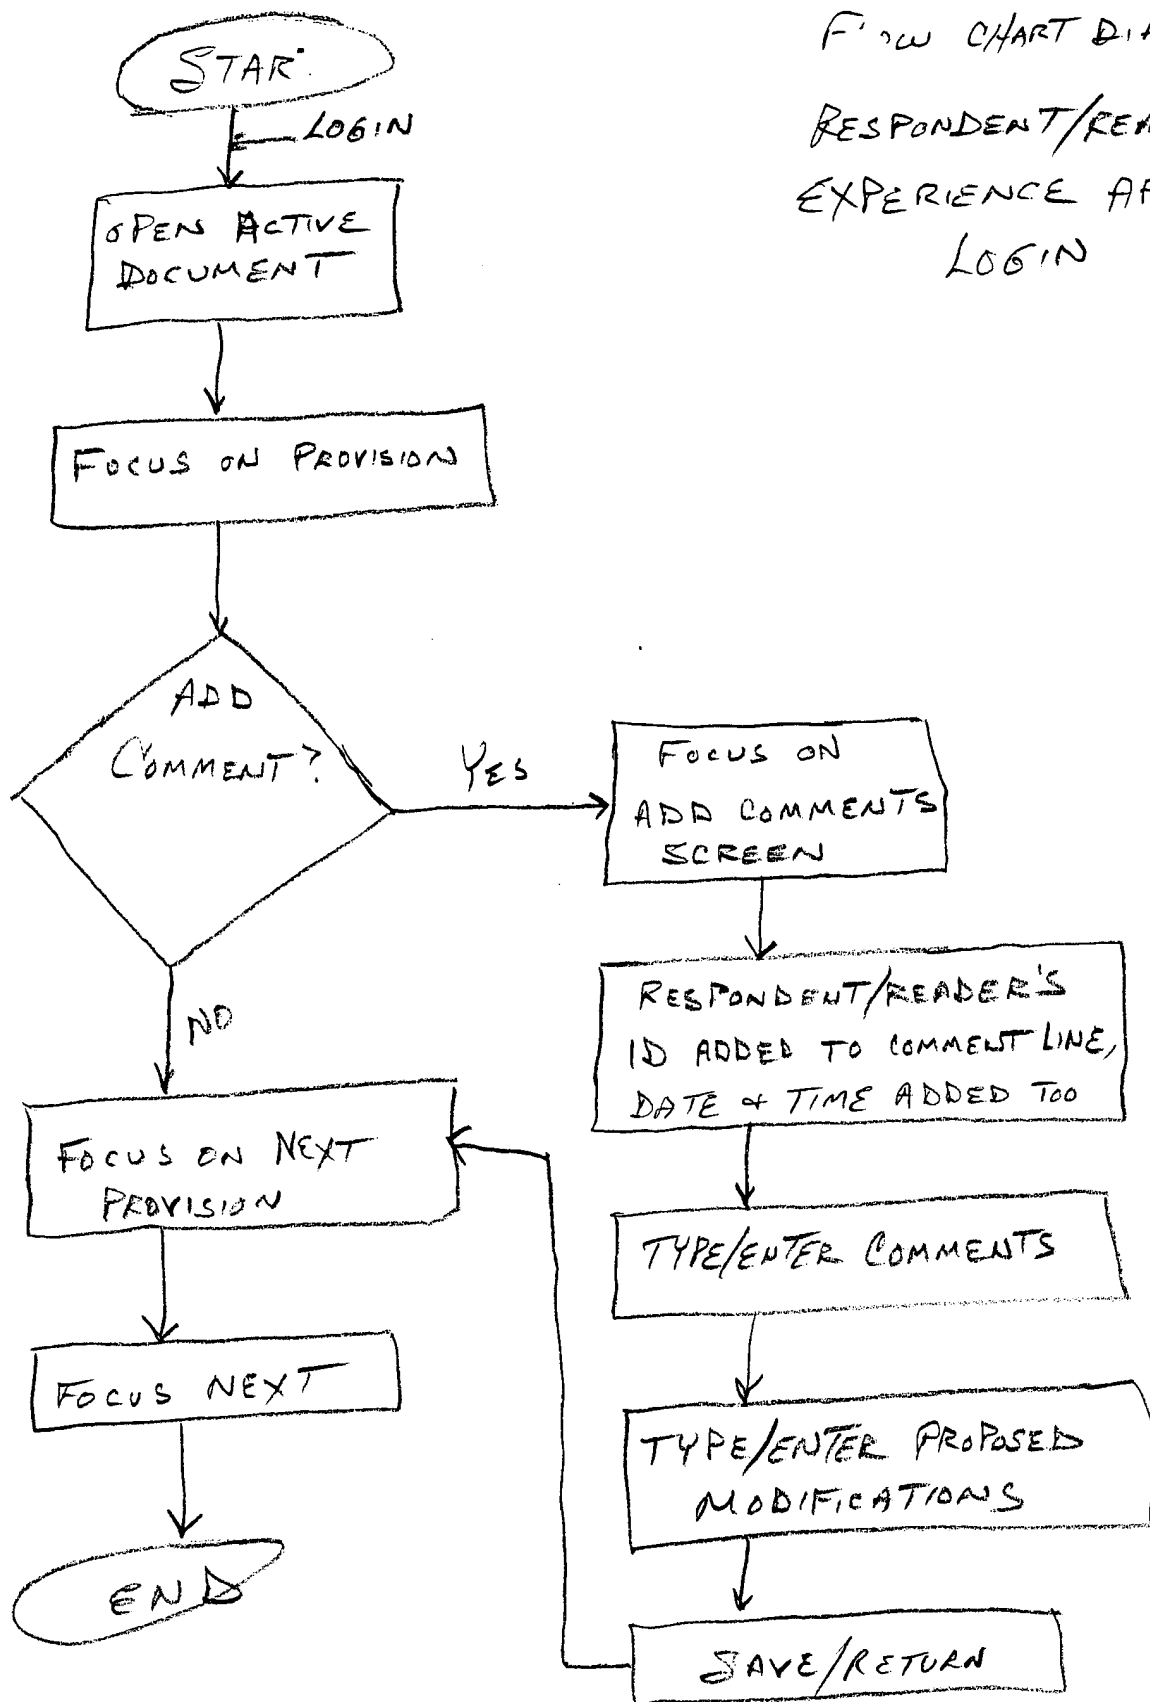 STAR
LOGIN
CHART
RESPONDENT/REA
EXPERIENCE AF
LOGIN
OPEN ACTIVE
DOCUMENT
FOCUS ON PROVISION
ADD
COMMENT?
YES
NO
FOCUS ON
ADD COMMENTS
SCREEN
RESPONDENT/READER'S
ID ADDED TO COMMENT LINE,
DATE & TIME ADDED TOO
TYPE/ENTER COMMENTS
TYPE/ENTER PROPOSED
MODIFICATIONS
SAVE/RETURN
FOCUS ON NEXT
PROVISION
FOCUS NEXT
END